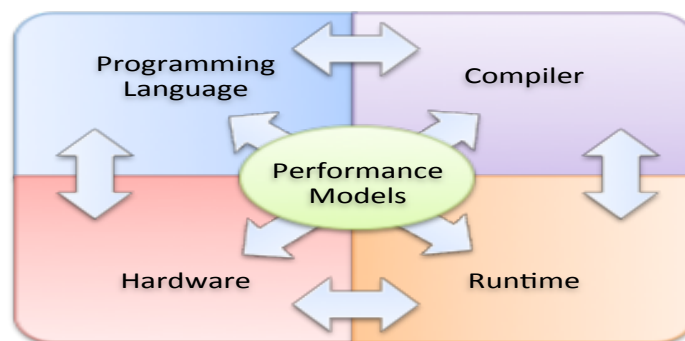 Programming
Language
Compiler
Performance
Models
Hardware
Runtime